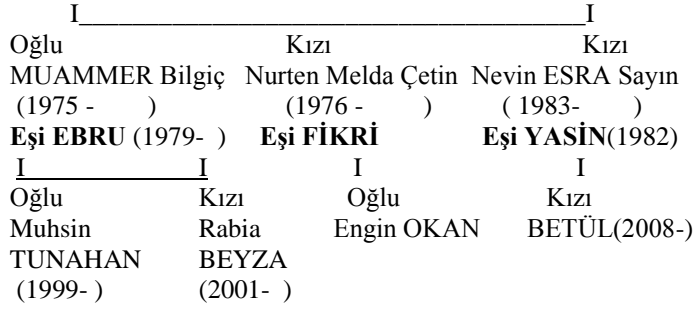 I_____________________________________I
Oğlu Kızı Kızı
MUAMMER Bilgiç Nurten Melda Çetin Nevin ESRA Sayın
(1975 - ) (1976 - ) ( 1983- )
Eşi EBRU (1979- ) Eşi FİKRİ Eşi YASİN(1982)
I I I I
Oğlu Kızı Oğlu Kızı
Muhsin Rabia Engin OKAN BETÜL(2008-)
TUNAHAN BEYZA
(1999- ) (2001- )